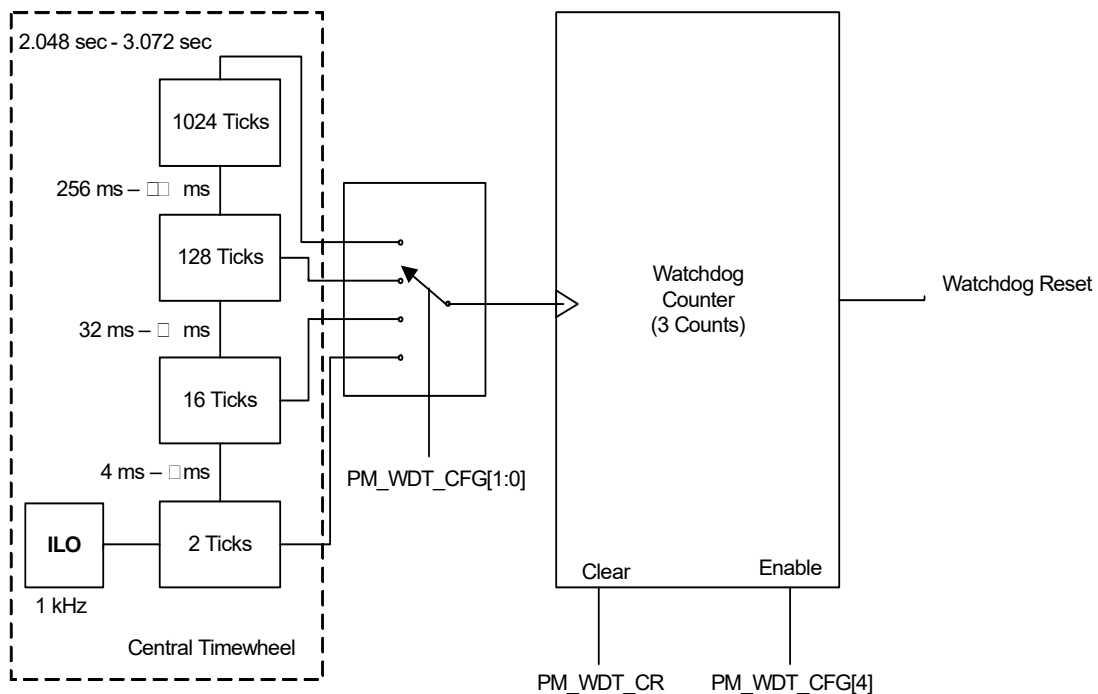 2.048 sec - 3.072 sec
1024 Ticks
256 ms – □□ ms
128 Ticks
32 ms – □ ms
16 Ticks
4 ms – □ms
ILO
2 Ticks
1 kHz
Central Timewheel
PM_WDT_CFG[1:0]
Watchdog
Counter
(3 Counts)
Watchdog Reset
Clear
Enable
PM_WDT_CR
PM_WDT_CFG[4]